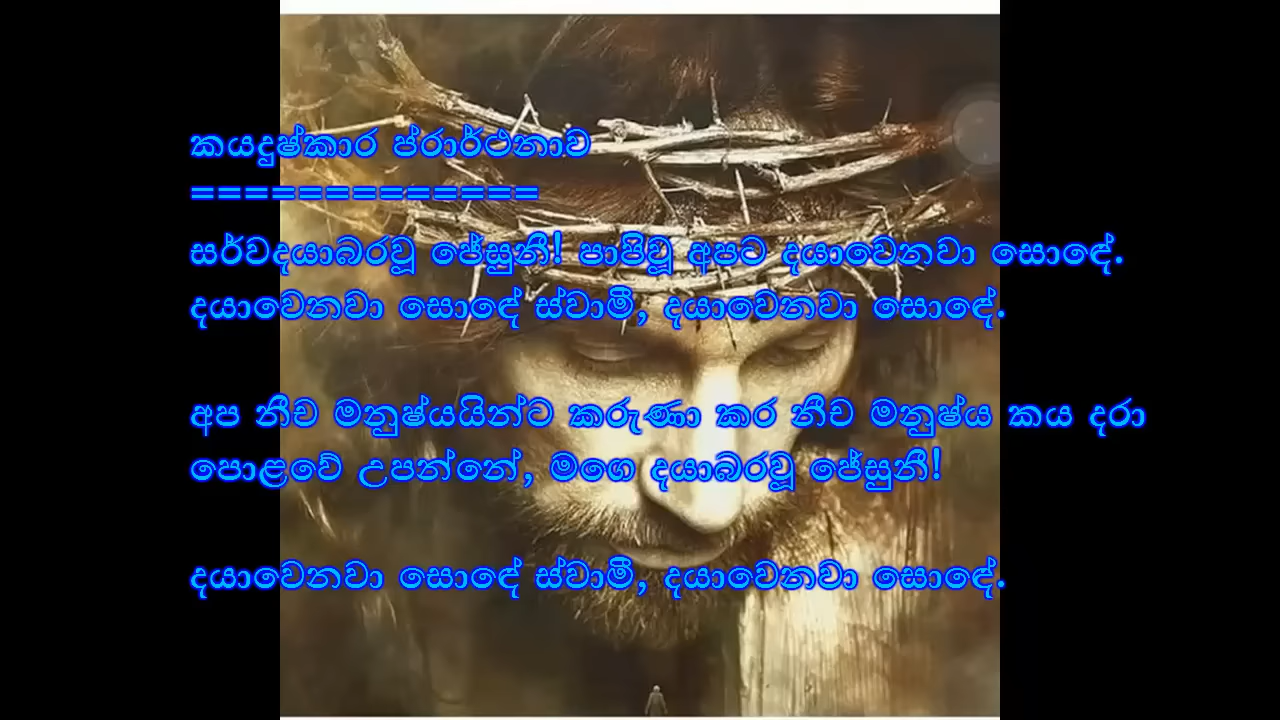 කයදුෂ්කාර ප්රාර්ථනාව
=============
සර්වදයාබරවූ ජේසුනී! පාපිවූ අපට දයාවෙනවා සොඳේ.
දයාවෙනවා සොඳේ ස්වාමී, දයාවෙනවා සොඳේ.
අප නීච මනුෂ්යයින්ට කරුණා කර නීච මනුෂ්ය කය දරා
පොළවේ උපන්නේ, මගෙ දයාබරවූ ජේසුනී!
දයාවෙනවා සොඳේ ස්වාමී, දයාවෙනවා සොඳේ.